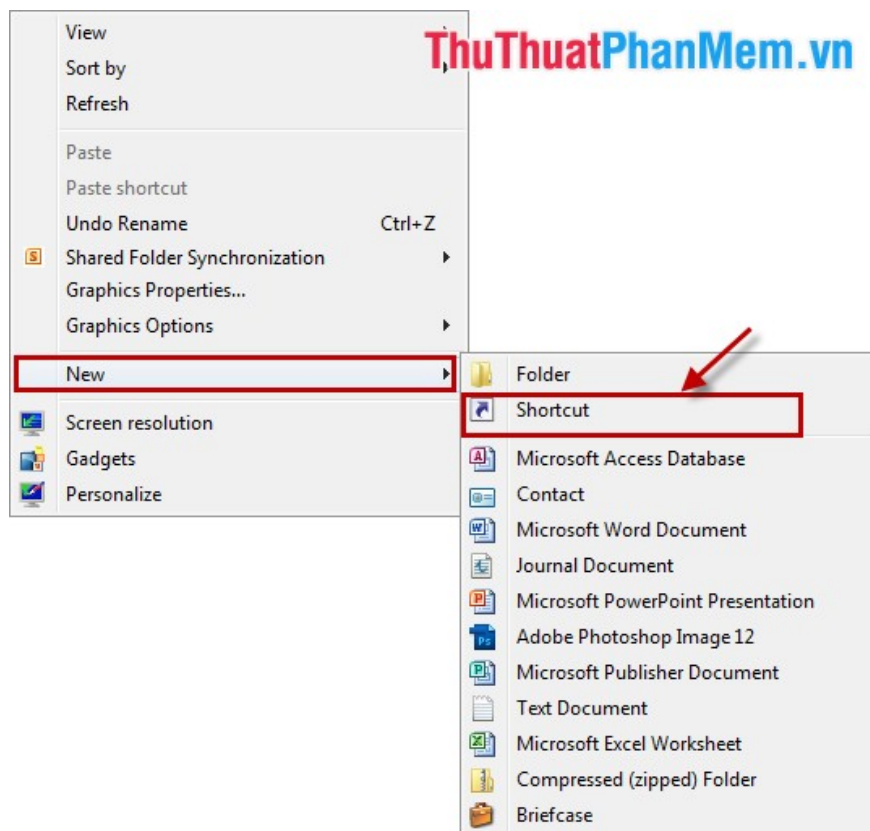 View
ThuThuatPhanMem.vn
Sort by
Refresh
Paste
Paste shortcut
Undo Rename Ctrl+Z
Shared Folder Synchronization
Graphics Properties...
Graphics Options
New
Screen resolution
Gadgets
Personalize
Folder
Shortcut
Microsoft Access Database
Contact
Microsoft Word Document
Journal Document
Microsoft PowerPoint Presentation
Adobe Photoshop Image 12
Microsoft Publisher Document
Text Document
Microsoft Excel Worksheet
Compressed (zipped) Folder
Briefcase